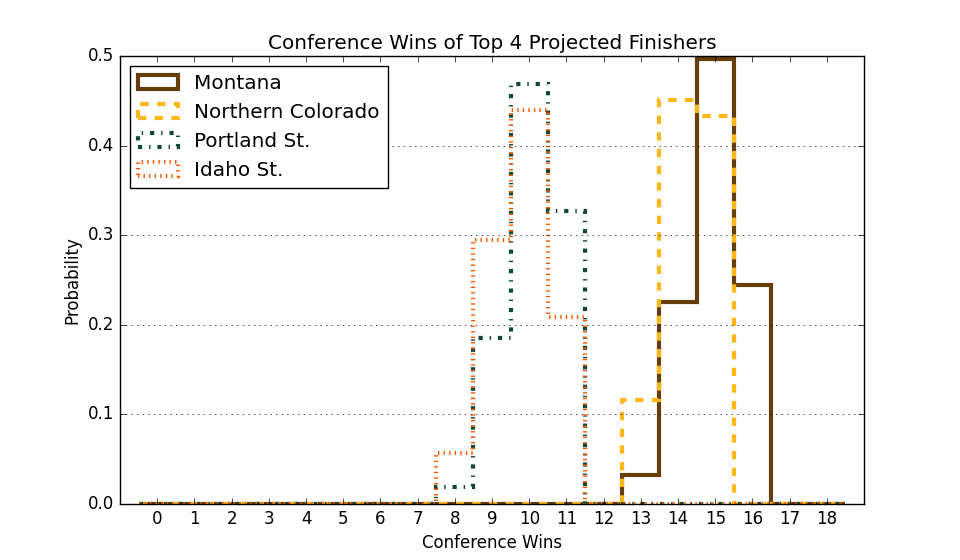 Conference Wins of Top 4 Projected Finishers
0.5
0.4
0.3
0.2
0.1
0.0
Probability
Montana
Northern Colorado
Portland St.
Idaho St.
0 1 2 3 4 5 6 7 8 9 10 11 12 13 14 15 16 17 18
Conference Wins